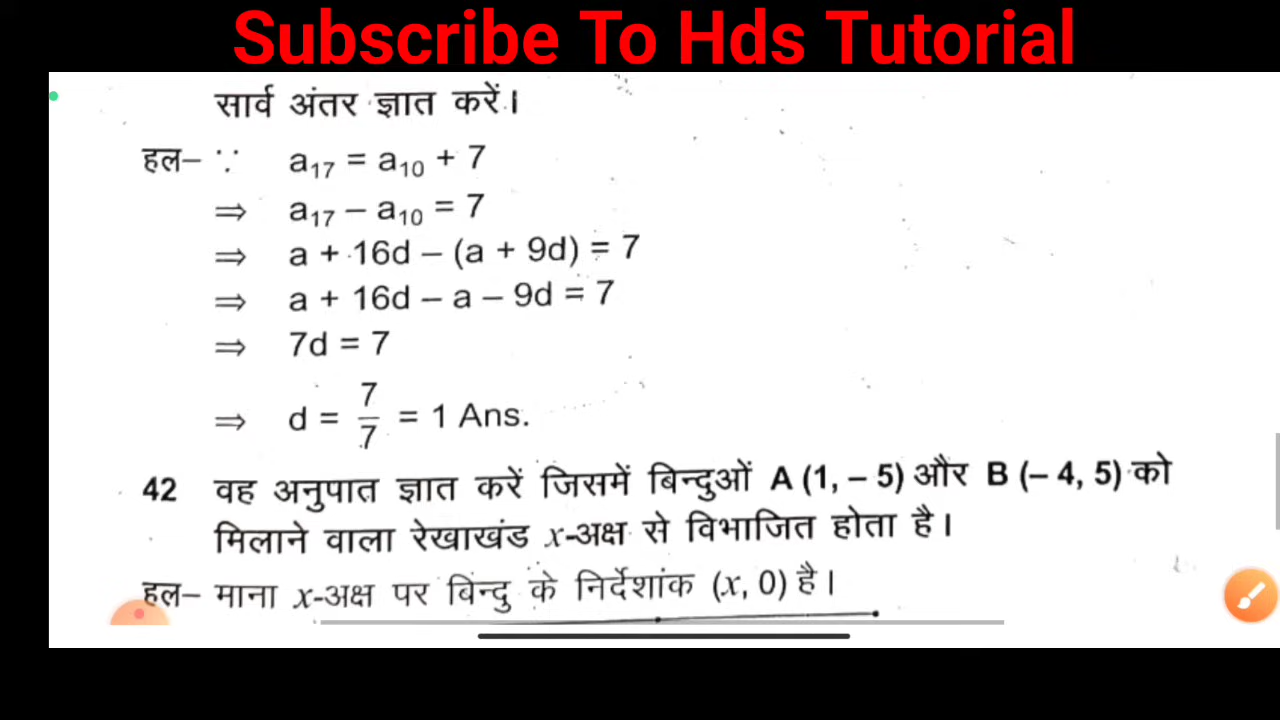 Subscribe To Hds Tutorial
सार्व अंतर ज्ञात करें।
हल– ∵ a₁₇ = a₁₀ + 7
⇒ a₁₇ – a₁₀ = 7
⇒ a + 16d – (a + 9d) = 7
⇒ a + 16d – a – 9d = 7
⇒ 7d = 7
⇒ d = 7/7 = 1 Ans.
42 वह अनुपात ज्ञात करें जिसमें बिन्दुओं A (1, – 5) और B (– 4, 5) को
मिलाने वाला रेखाखंड x-अक्ष से विभाजित होता है।
हल– माना x-अक्ष पर बिन्दु के निर्देशांक (x, 0) है।